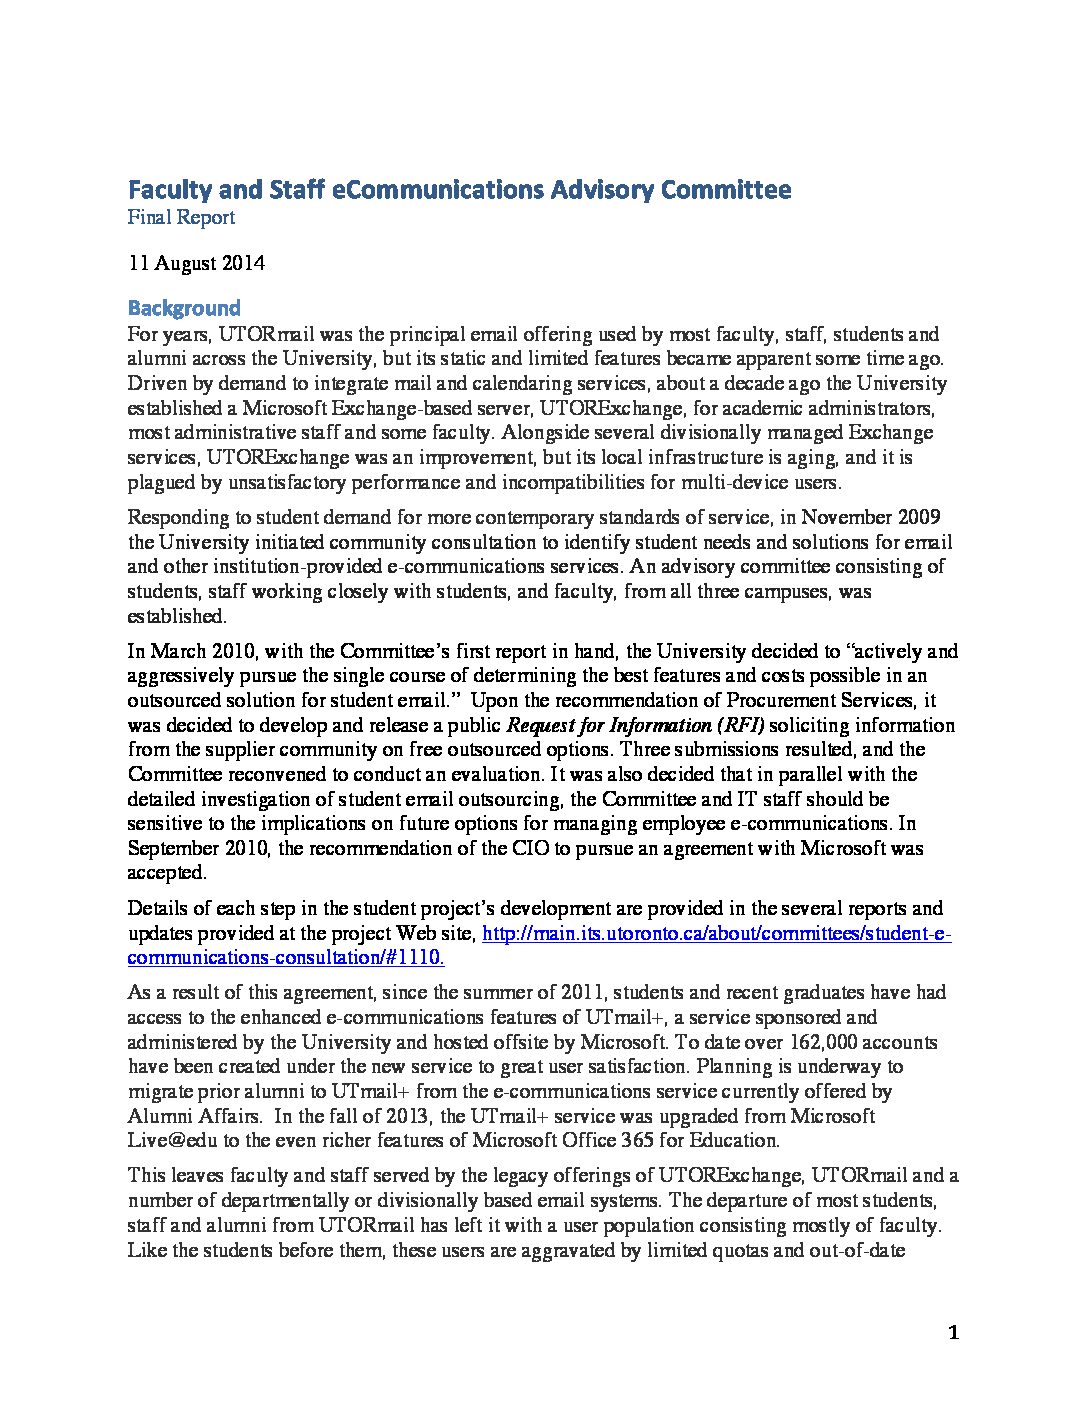 Faculty and Staff eCommunications Advisory Committee
Final Report
11 August 2014
Background
For years, UTORmail was the principal email offering used by most faculty, staff, students and
alumni across the University, but its static and limited features became apparent some time ago.
Driven by demand to integrate mail and calendaring services, about a decade ago the University
established a Microsoft Exchange-based server, UTORExchange, for academic administrators,
most administrative staff and some faculty. Alongside several divisionally managed Exchange
services, UTORExchange was an improvement, but its local infrastructure is aging, and it is
plagued by unsatisfactory performance and incompatibilities for multi-device users.
Responding to student demand for more contemporary standards of service, in November 2009
the University initiated community consultation to identify student needs and solutions for email
and other institution-provided e-communications services. An advisory committee consisting of
students, staff working closely with students, and faculty, from all three campuses, was
established.
In March 2010, with the Committee’s first report in hand, the University decided to “actively and
aggressively pursue the single course of determining the best features and costs possible in an
outsourced solution for student email.”  Upon the recommendation of Procurement Services, it
was decided to develop and release a public Request for Information (RFI) soliciting information
from the supplier community on free outsourced options. Three submissions resulted, and the
Committee reconvened to conduct an evaluation. It was also decided that in parallel with the
detailed investigation of student email outsourcing, the Committee and IT staff should be
sensitive to the implications on future options for managing employee e-communications. In
September 2010, the recommendation of the CIO to pursue an agreement with Microsoft was
accepted.
Details of each step in the student project’s development are provided in the several reports and
updates provided at the project Web site, http://main.its.utoronto.ca/about/committees/student-e-
communications-consultation/#1110.
As a result of this agreement, since the summer of 2011, students and recent graduates have had
access to the enhanced e-communications features of UTmail+, a service sponsored and
administered by the University and hosted offsite by Microsoft. To date over 162,000 accounts
have been created under the new service to great user satisfaction. Planning is underway to
migrate prior alumni to UTmail+ from the e-communications service currently offered by
Alumni Affairs.  In the fall of 2013, the UTmail+ service was upgraded from Microsoft
Live@edu to the even richer features of Microsoft Office 365 for Education.
This leaves faculty and staff served by the legacy offerings of UTORExchange, UTORmail and a
number of departmentally or divisionally based email systems. The departure of most students,
staff and alumni from UTORmail has left it with a user population consisting mostly of faculty.
Like the students before them, these users are aggravated by limited quotas and out-of-date
1